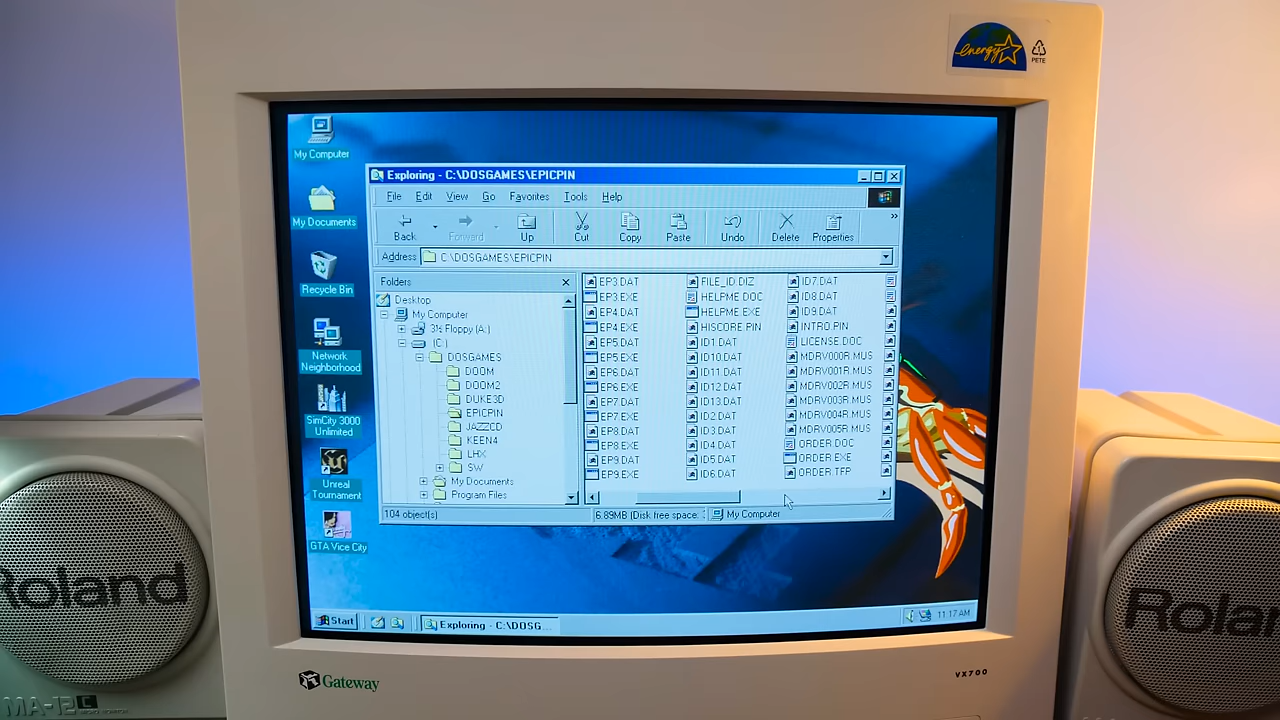 energy
PETE
My Computer
My Documents
Recycle Bin
Network
Neighborhood
SimCity 3000
Unlimited
Unreal
Tournament
GTA Vice City
Exploring - C:\DOSGAMES\EPICPIN
File Edit View Go Favorites Tools Help
Back Forward Up Cut Copy Paste Undo Delete Properties »
Address C:\DOSGAMES\EPICPIN
Folders
Desktop
My Computer
3½ Floppy (A:)
(C:)
DOSGAMES
DOOM
DOOM2
DUKE3D
EPICPIN
JAZZCD
KEEN4
LHX
SW
My Documents
Program Files
EP3.DAT FILE_ID.DIZ ID7.DAT
EP3.EXE HELPME.DOC ID8.DAT
EP4.DAT HELPME.EXE ID9.DAT
EP4.EXE HISCORE.PIN INTRO.PIN
EP5.DAT ID1.DAT LICENSE.DOC
EP5.EXE ID10.DAT MDRV000R.MUS
EP6.DAT ID11.DAT MDRV001R.MUS
EP6.EXE ID12.DAT MDRV002R.MUS
EP7.DAT ID13.DAT MDRV003R.MUS
EP7.EXE ID2.DAT MDRV004R.MUS
EP8.DAT ID3.DAT MDRV005R.MUS
EP8.EXE ID4.DAT ORDER.DOC
EP9.DAT ID5.DAT ORDER.EXE
EP9.EXE ID6.DAT ORDER.TFP
104 object(s) 6.89MB (Disk free space: My Computer
Start Exploring - C:\DOSG... 11:17 AM
Gateway
VX700
Roland
MA-12C
Rolan